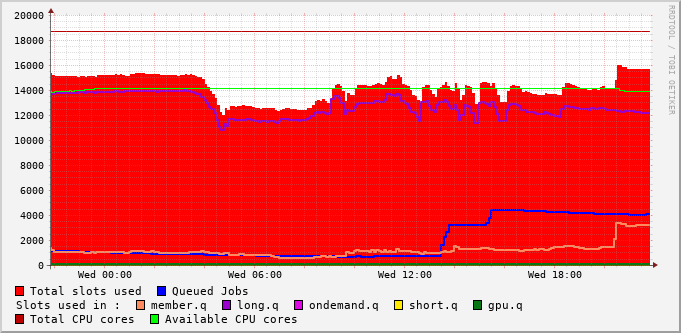 20000
18000
16000
14000
12000
10000
8000
6000
4000
2000
0
Wed 00:00 Wed 06:00 Wed 12:00 Wed 18:00
RRDTOOL / TOBI OETIKER
Total slots used Queued Jobs
Slots used in : member.q long.q ondemand.q short.q gpu.q
Total CPU cores Available CPU cores